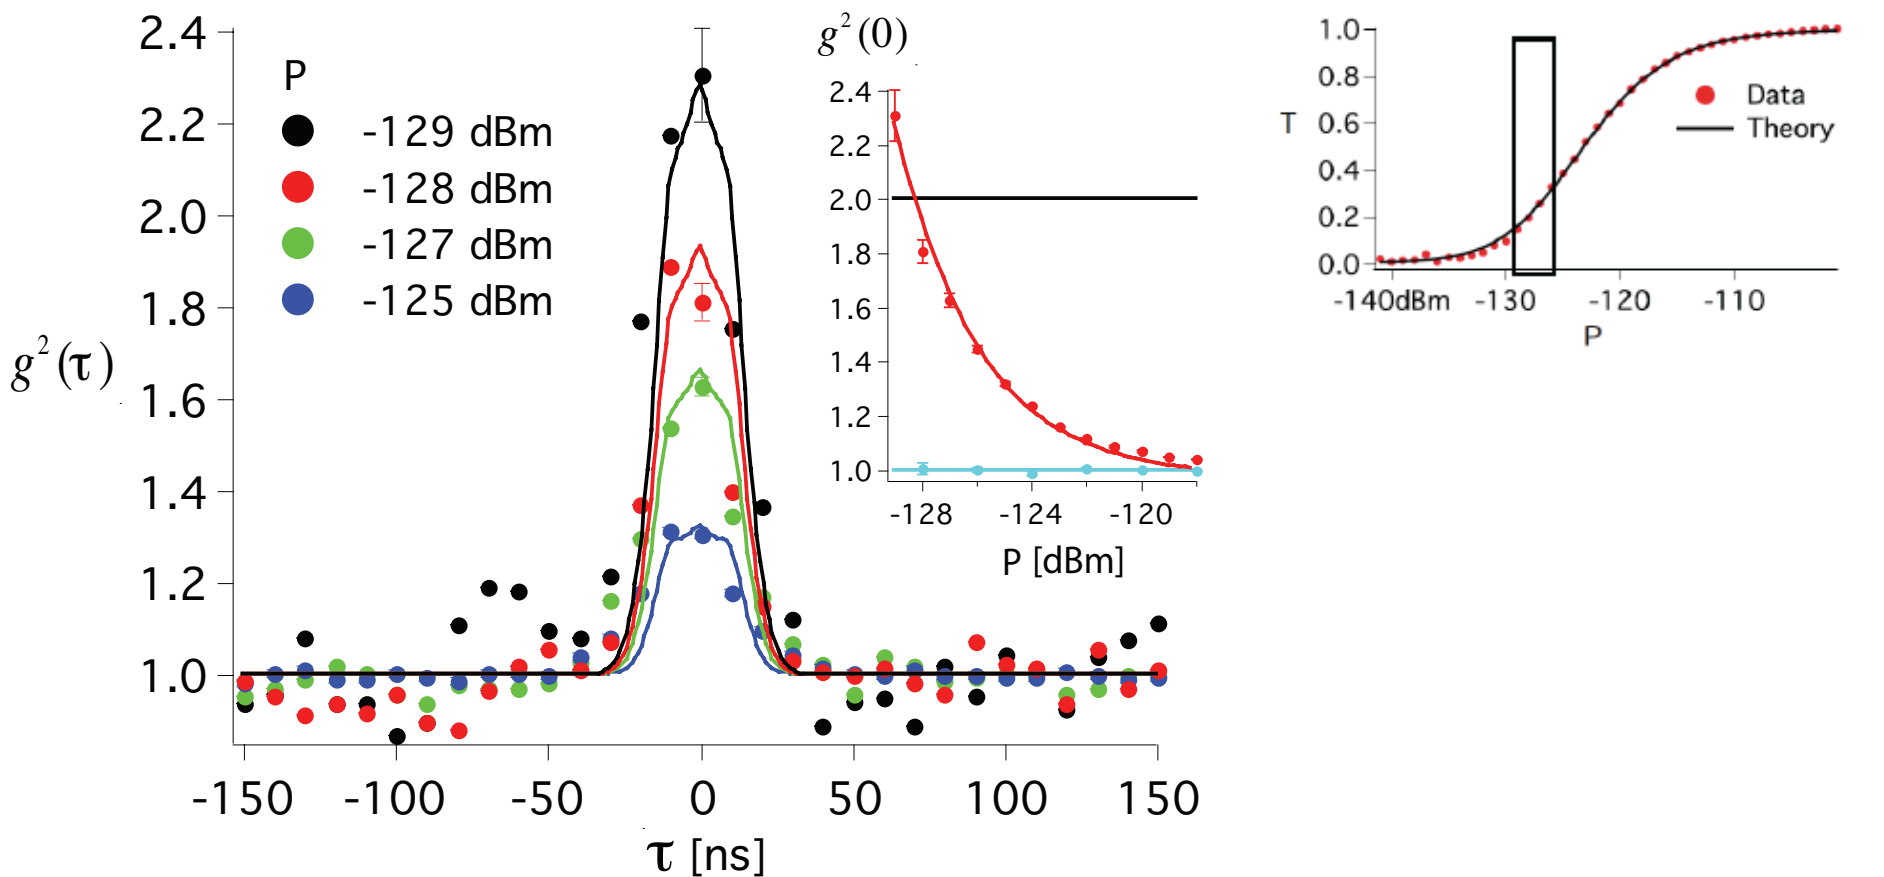 g²(τ)
2.4
2.2
2.0
1.8
1.6
1.4
1.2
1.0
-150 -100 -50 0 50 100 150
τ [ns]
P
-129 dBm
-128 dBm
-127 dBm
-125 dBm
g²(0)
2.4
2.2
2.0
1.8
1.6
1.4
1.2
1.0
-128 -124 -120
P [dBm]
T
1.0
0.8
0.6
0.4
0.2
0.0
Data
Theory
-140dBm -130 -120 -110
P